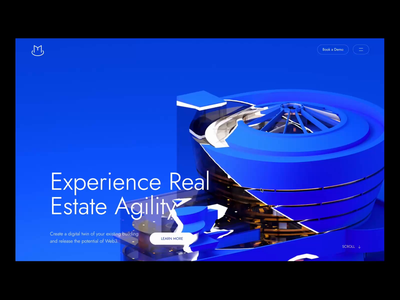 Book a Demo
Experience Real
Estate Agility
Create a digital twin of your existing building
and release the potential of Web3
LEARN MORE
SCROLL